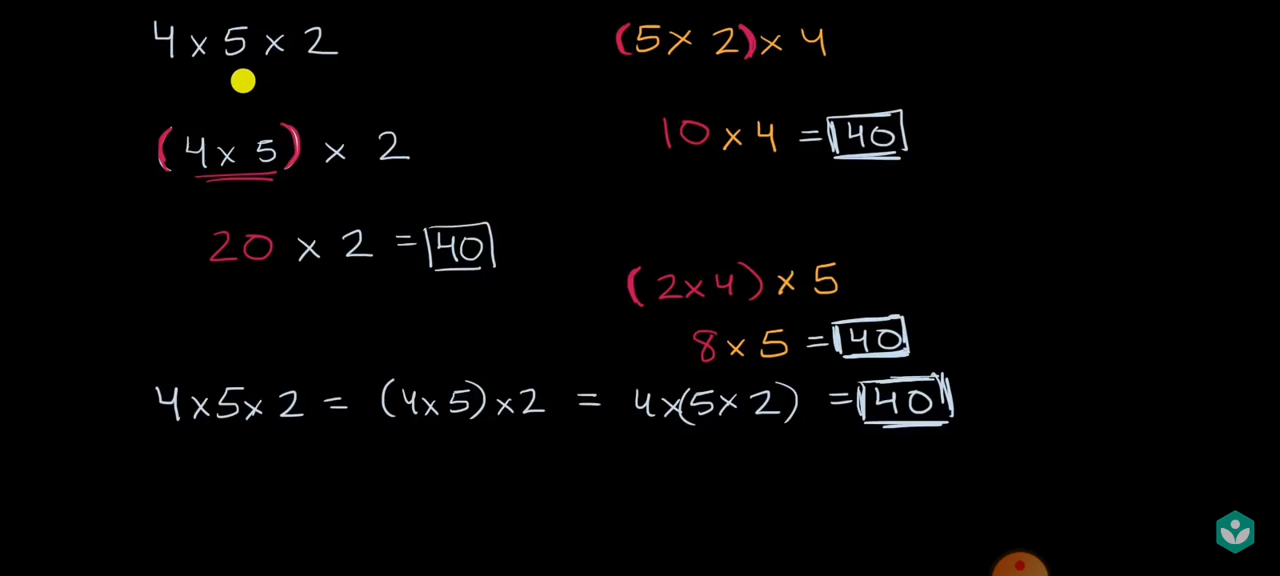 4 x 5 x 2
(4 x 5) x 2
20 x 2 = 40
(5 x 2) x 4
10 x 4 = 40
(2 x 4) x 5
8 x 5 = 40
4 x 5 x 2 = (4 x 5) x 2 = 4 x (5 x 2) = 40